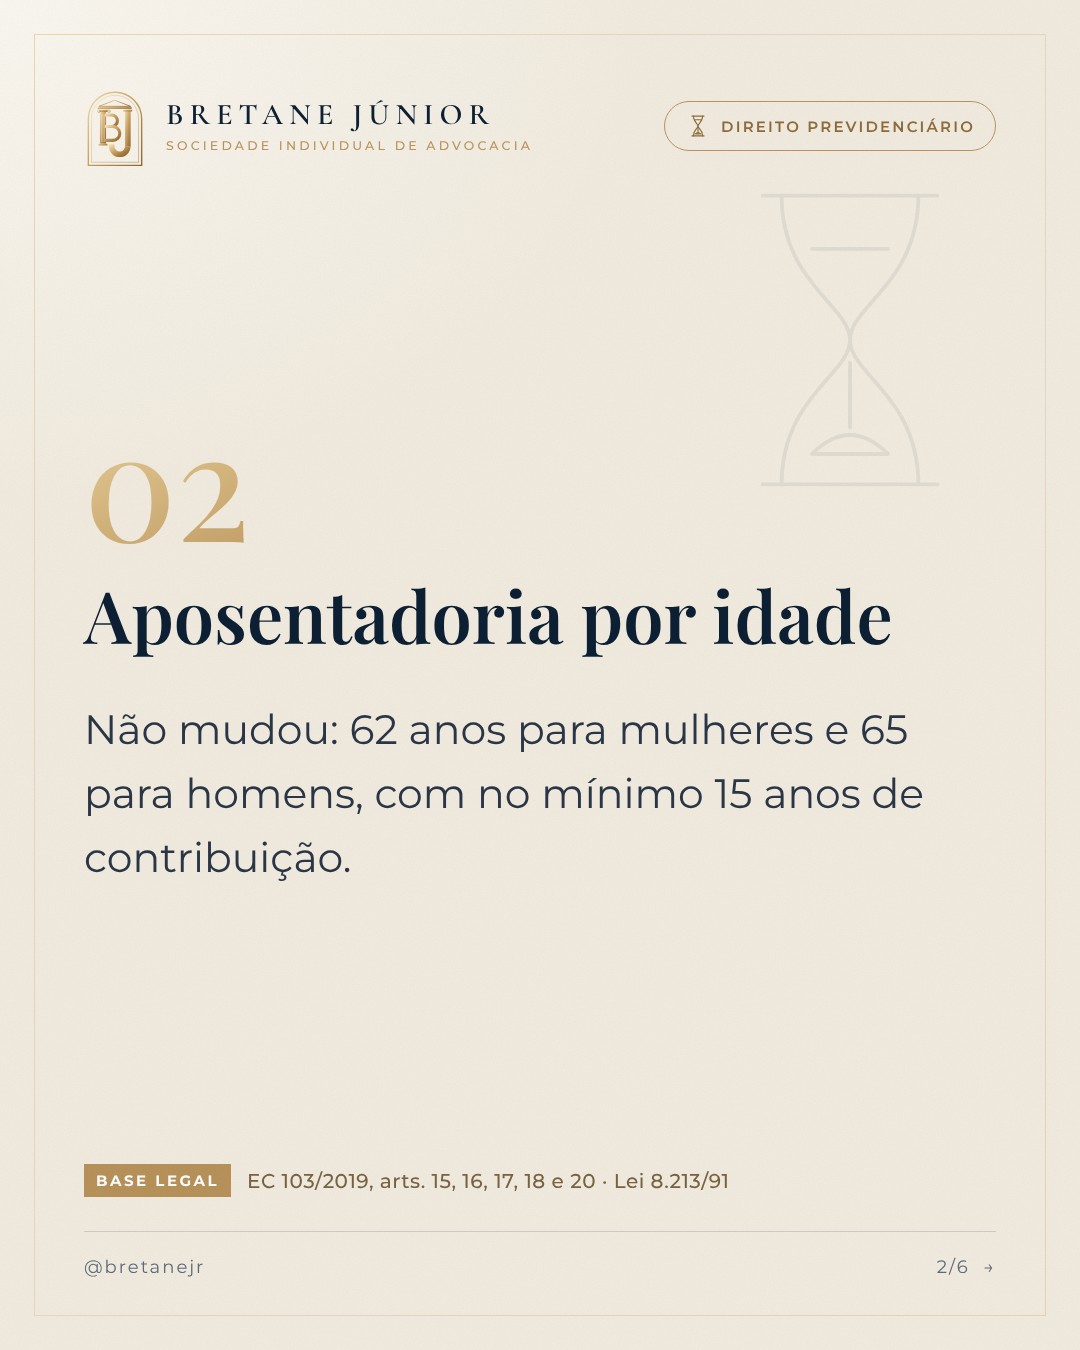 BRETANE JÚNIOR
SOCIEDADE INDIVIDUAL DE ADVOCACIA
DIREITO PREVIDENCIÁRIO
02
Aposentadoria por idade
Não mudou: 62 anos para mulheres e 65
para homens, com no mínimo 15 anos de
contribuição.
BASE LEGAL EC 103/2019, arts. 15, 16, 17, 18 e 20 · Lei 8.213/91
@bretanejr
2/6 →